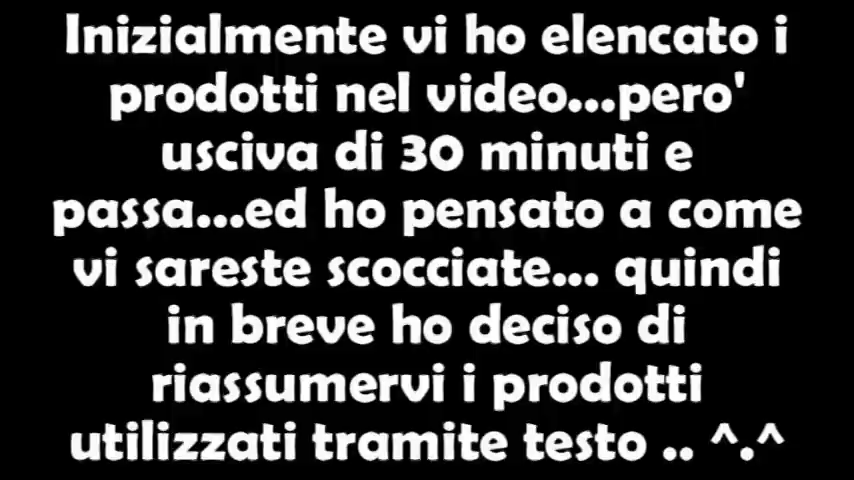 Inizialmente vi ho elencato i
prodotti nel video...pero'
usciva di 30 minuti e
passa...ed ho pensato a come
vi sareste scocciate... quindi
in breve ho deciso di
riassumervi i prodotti
utilizzati tramite testo .. ^.^